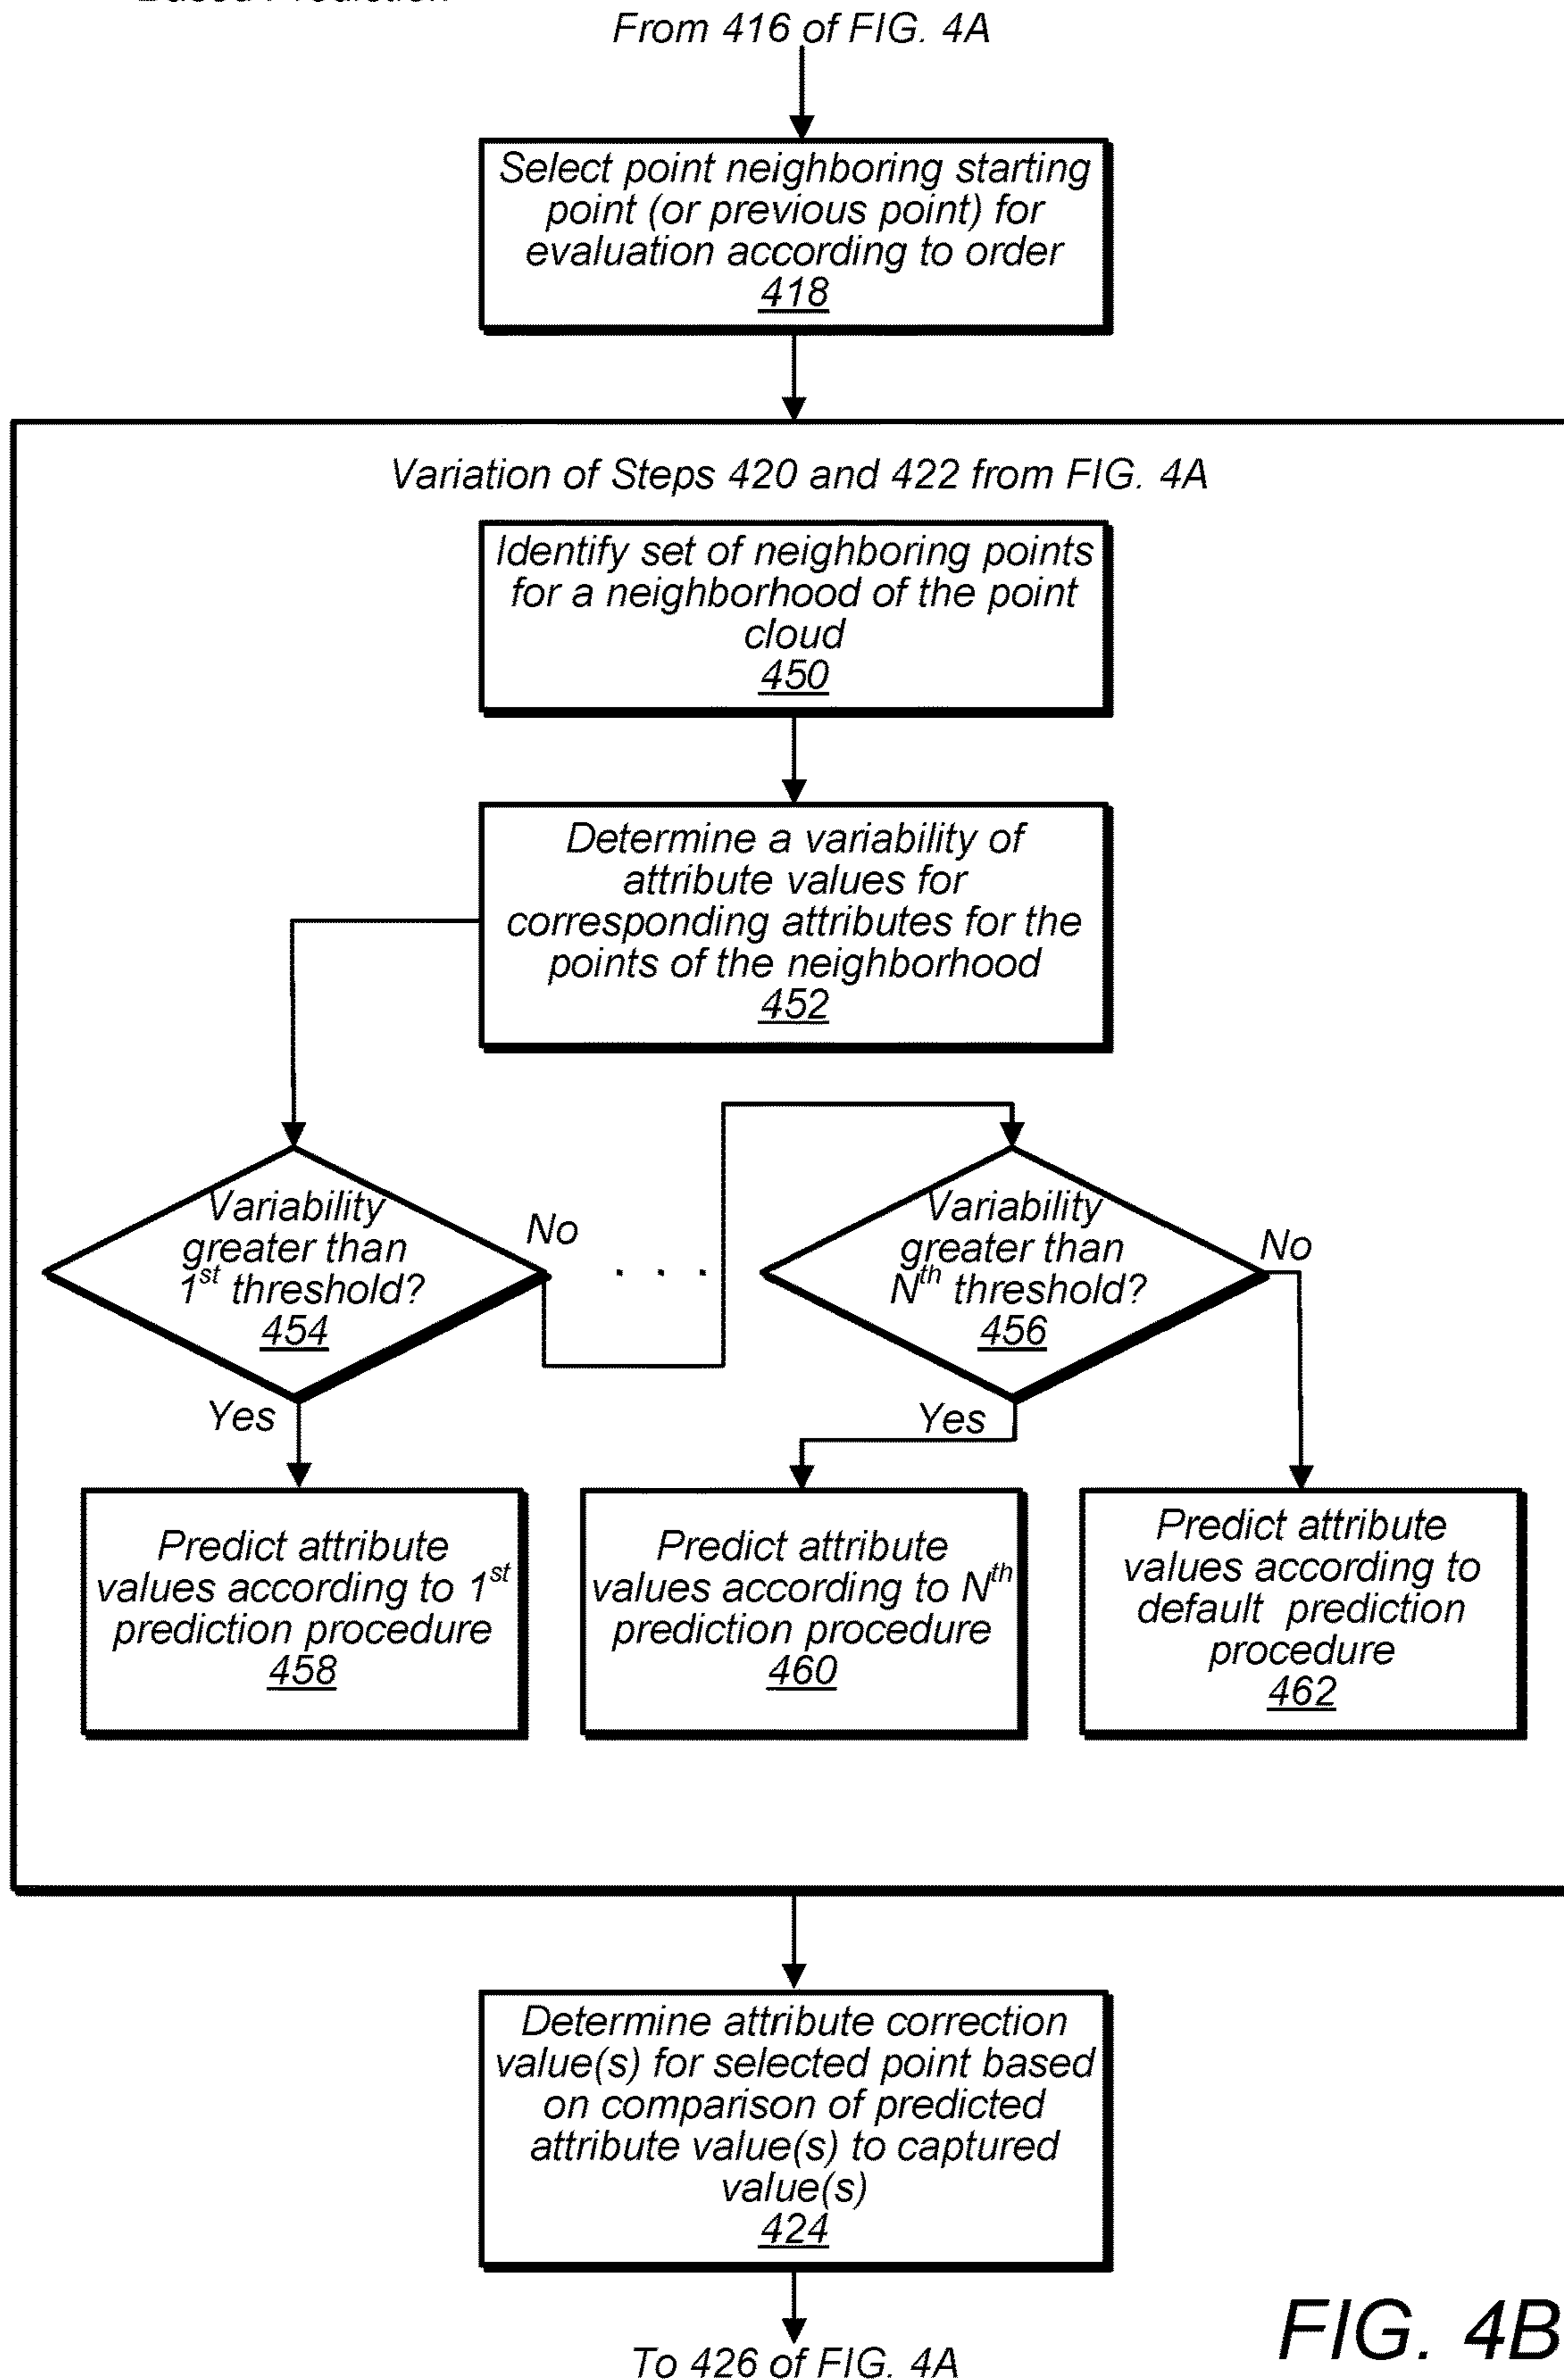 From 416 of FIG. 4A
Select point neighboring starting
point (or previous point) for
evaluation according to order
418
Variation of Steps 420 and 422 from FIG. 4A
Identify set of neighboring points
for a neighborhood of the point
cloud
450
Determine a variability of
attribute values for
corresponding attributes for the
points of the neighborhood
452
Variability
greater than
1st threshold?
454
No
. . .
Variability
greater than
Nth threshold?
456
No
Yes
Yes
Predict attribute
values according to 1st
prediction procedure
458
Predict attribute
values according to Nth
prediction procedure
460
Predict attribute
values according to
default prediction
procedure
462
Determine attribute correction
value(s) for selected point based
on comparison of predicted
attribute value(s) to captured
value(s)
424
To 426 of FIG. 4A
FIG. 4B